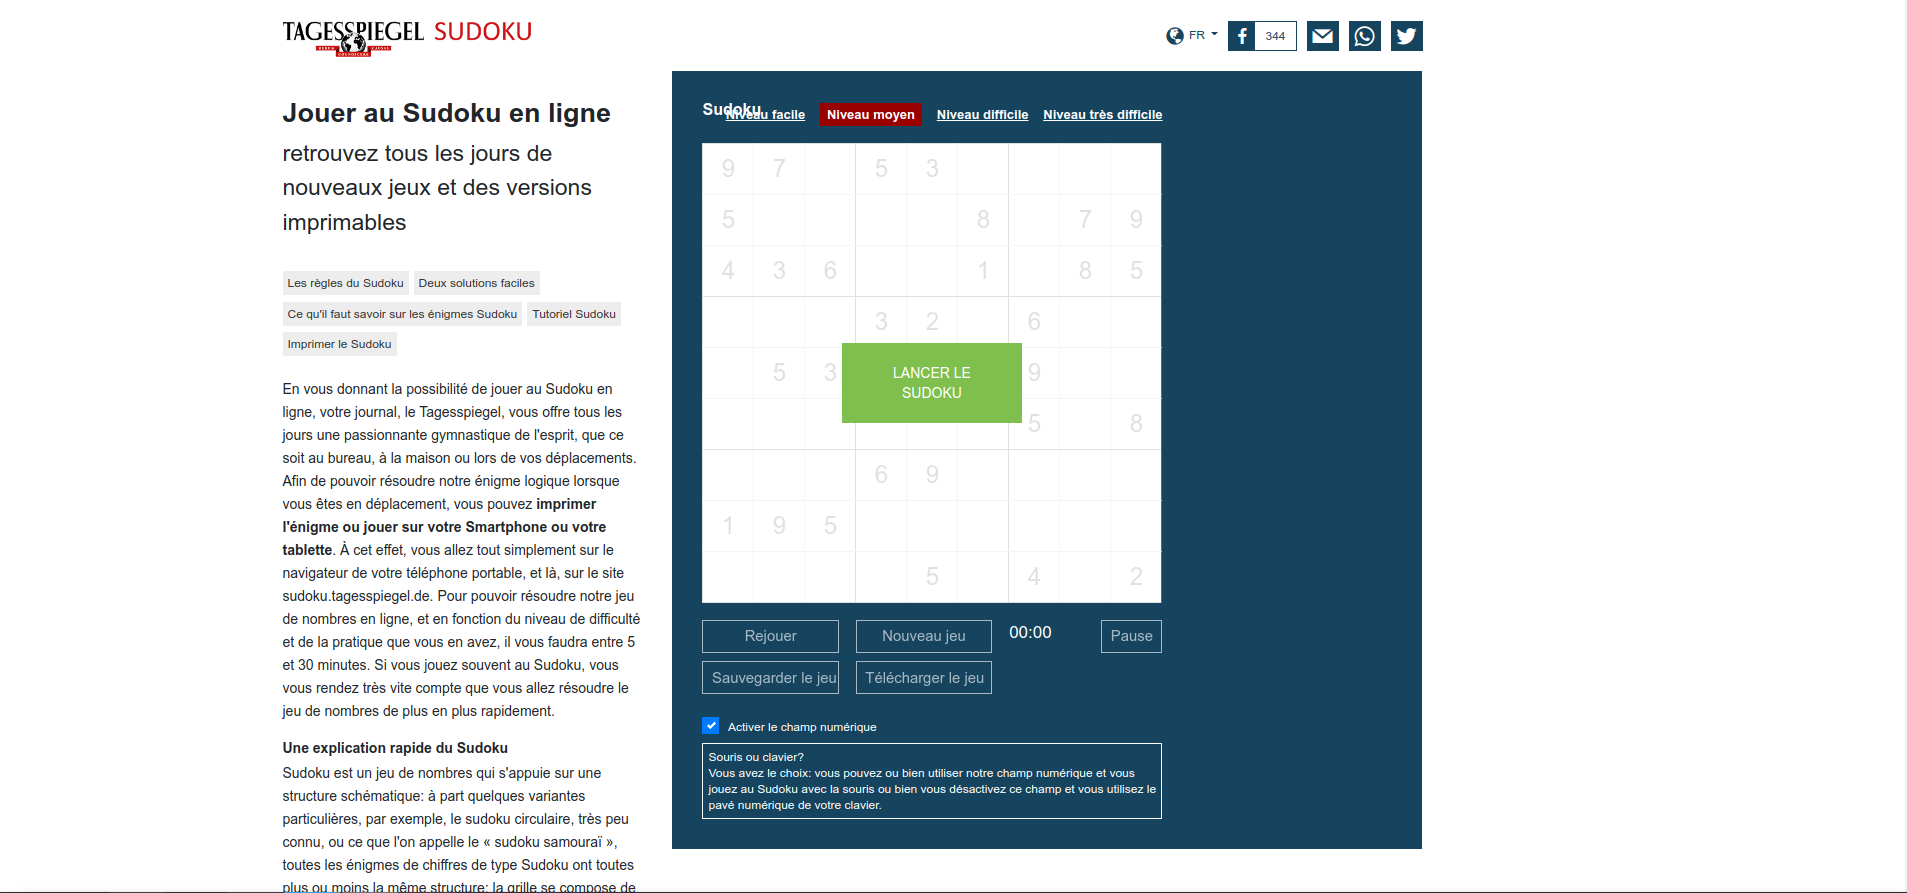 TAGESSPIEGEL SUDOKU
FR
344
Jouer au Sudoku en ligne
retrouvez tous les jours de
nouveaux jeux et des versions
imprimables
Les règles du Sudoku
Deux solutions faciles
Ce qu'il faut savoir sur les énigmes Sudoku
Tutoriel Sudoku
Imprimer le Sudoku
En vous donnant la possibilité de jouer au Sudoku en
ligne, votre journal, le Tagesspiegel, vous offre tous les
jours une passionnante gymnastique de l'esprit, que ce
soit au bureau, à la maison ou lors de vos déplacements.
Afin de pouvoir résoudre notre énigme logique lorsque
vous êtes en déplacement, vous pouvez imprimer
l'énigme ou jouer sur votre Smartphone ou votre
tablette. À cet effet, vous allez tout simplement sur le
navigateur de votre téléphone portable, et là, sur le site
sudoku.tagesspiegel.de. Pour pouvoir résoudre notre jeu
de nombres en ligne, et en fonction du niveau de difficulté
et de la pratique que vous en avez, il vous faudra entre 5
et 30 minutes. Si vous jouez souvent au Sudoku, vous
vous rendez très vite compte que vous allez résoudre le
jeu de nombres de plus en plus rapidement.
Une explication rapide du Sudoku
Sudoku est un jeu de nombres qui s'appuie sur une
structure schématique: à part quelques variantes
particulières, par exemple, le sudoku circulaire, très peu
connu, ou ce que l'on appelle le « sudoku samouraï »,
toutes les énigmes de chiffres de type Sudoku ont toutes
plus ou moins la même structure: la grille se compose de
Sudoku
Niveau facile
Niveau moyen
Niveau difficile
Niveau très difficile
9 7 5 3
5 8 7 9
4 3 6 1 8 5
3 2 6
5 3 9
5 8
6 9
1 9 5
5 4 2
LANCER LE
SUDOKU
Rejouer
Nouveau jeu
00:00
Pause
Sauvegarder le jeu
Télécharger le jeu
Activer le champ numérique
Souris ou clavier?
Vous avez le choix: vous pouvez ou bien utiliser notre champ numérique et vous
jouez au Sudoku avec la souris ou bien vous désactivez ce champ et vous utilisez le
pavé numérique de votre clavier.